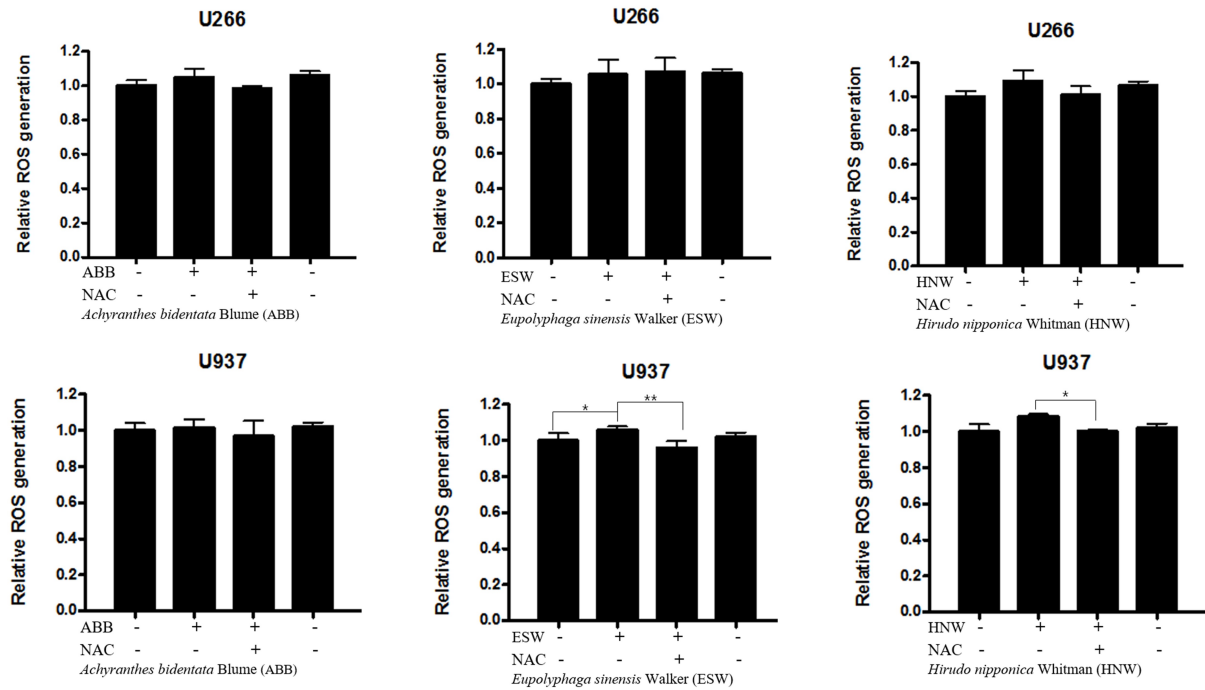 U266
Relative ROS generation
1.2
1.0
0.8
0.6
0.4
0.2
0.0
ABB - + + -
NAC - - + -
Achyranthes bidentata Blume (ABB)
U266
Relative ROS generation
1.2
1.0
0.8
0.6
0.4
0.2
0.0
ESW - + + -
NAC - - + -
Eupolyphaga sinensis Walker (ESW)
U266
Relative ROS generation
1.2
1.0
0.8
0.6
0.4
0.2
0.0
HNW - + + -
NAC - - + -
Hirudo nipponica Whitman (HNW)
U937
Relative ROS generation
1.2
1.0
0.8
0.6
0.4
0.2
0.0
ABB - + + -
NAC - - + -
Achyranthes bidentata Blume (ABB)
U937
Relative ROS generation
* **
1.2
1.0
0.8
0.6
0.4
0.2
0.0
ESW - + + -
NAC - - + -
Eupolyphaga sinensis Walker (ESW)
U937
Relative ROS generation
*
1.2
1.0
0.8
0.6
0.4
0.2
0.0
HNW - + + -
NAC - - + -
Hirudo nipponica Whitman (HNW)